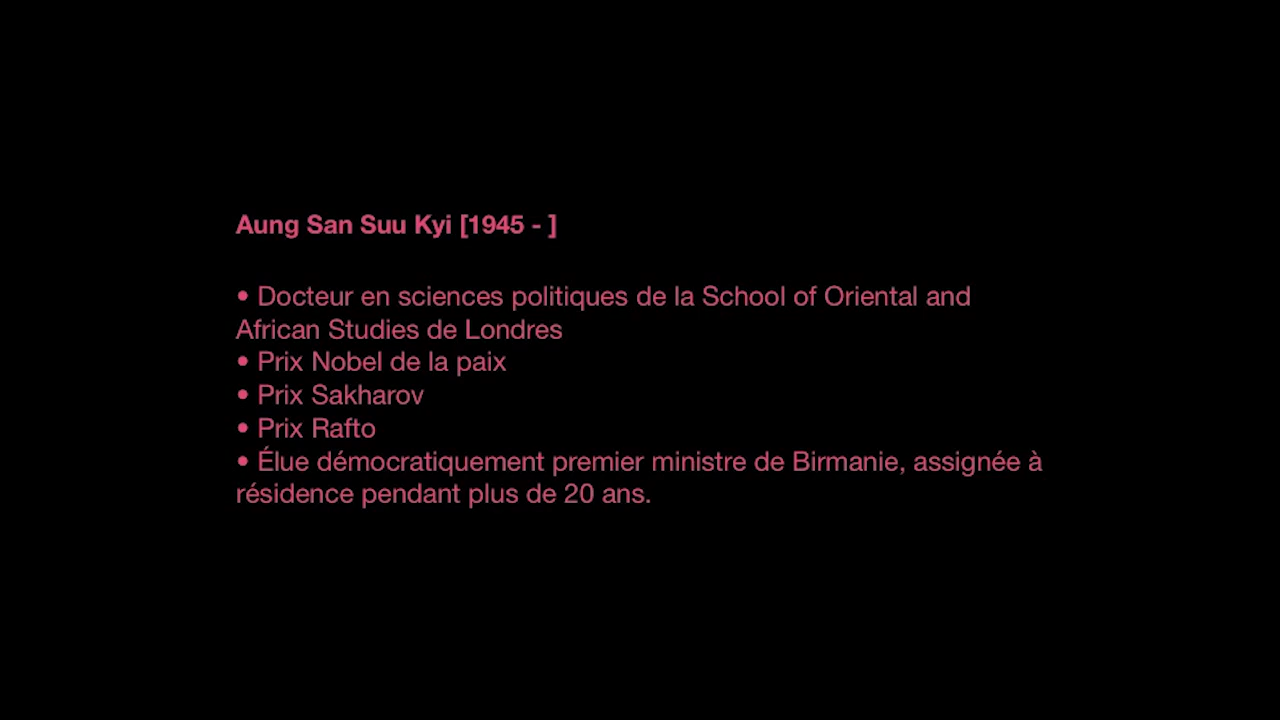 Aung San Suu Kyi [1945 - ]
• Docteur en sciences politiques de la School of Oriental and
African Studies de Londres
• Prix Nobel de la paix
• Prix Sakharov
• Prix Rafto
• Élue démocratiquement premier ministre de Birmanie, assignée à
résidence pendant plus de 20 ans.